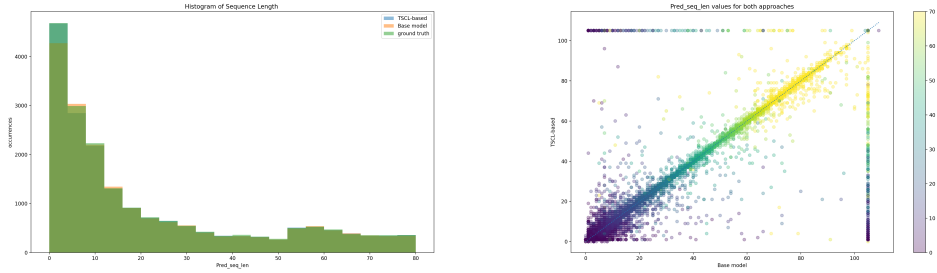 Histogram of Sequence Length
TSCL-based
Base model
ground truth
occurrences
4000
3000
2000
1000
0
0 10 20 30 40 50 60 70 80
Pred_seq_len
Pred_seq_len values for both approaches
TSCL-based
100
80
60
40
20
0
0 20 40 60 80 100
Base model
70
60
50
40
30
20
10
0